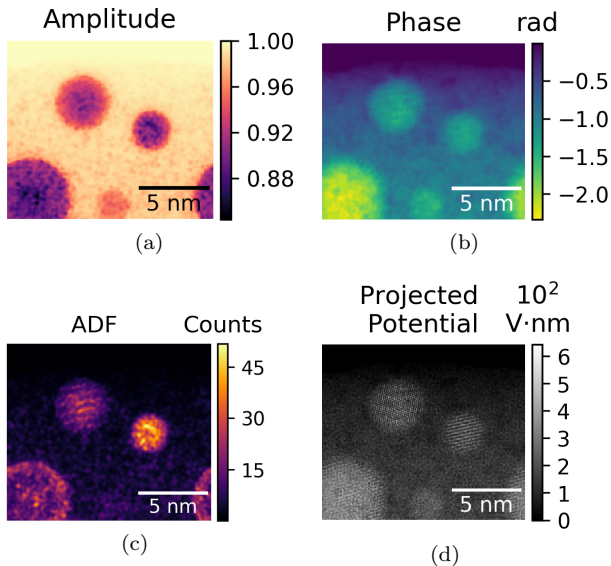 Amplitude
1.00
0.96
0.92
0.88
5 nm
(a)
Phase rad
−0.5
−1.0
−1.5
−2.0
5 nm
(b)
ADF Counts
45
30
15
5 nm
(c)
Projected 10²
Potential V·nm
6
5
4
3
2
1
0
5 nm
(d)